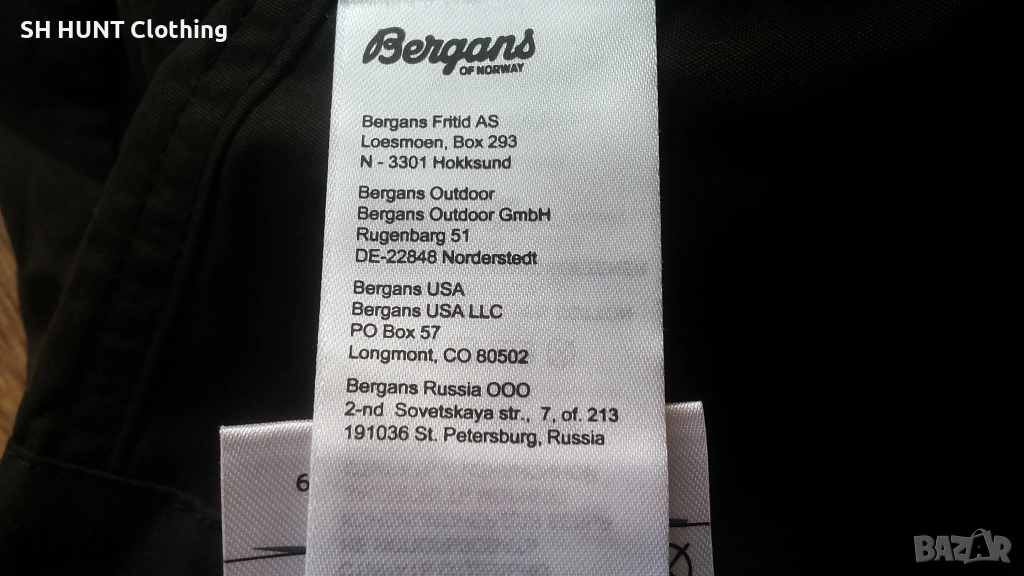 SH HUNT Clothing
Bergans
OF NORWAY
Bergans Fritid AS
Loesmoen, Box 293
N - 3301 Hokksund
Bergans Outdoor
Bergans Outdoor GmbH
Rugenbarg 51
DE-22848 Norderstedt
Bergans USA
Bergans USA LLC
PO Box 57
Longmont, CO 80502
Bergans Russia OOO
2-nd Sovetskaya str., 7, of. 213
191036 St. Petersburg, Russia
6
BAZAR